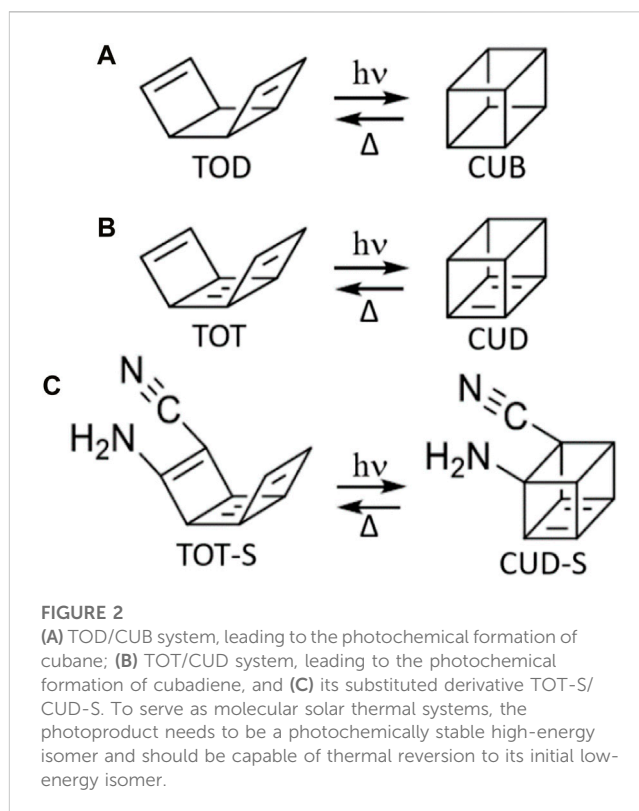 A
hν
Δ
TOD
CUB
B
hν
Δ
TOT
CUD
C
N
C
H₂N
hν
Δ
TOT-S
N
C
H₂N
CUD-S
FIGURE 2
(A) TOD/CUB system, leading to the photochemical formation of
cubane; (B) TOT/CUD system, leading to the photochemical
formation of cubadiene, and (C) its substituted derivative TOT-S/
CUD-S. To serve as molecular solar thermal systems, the
photoproduct needs to be a photochemically stable high-energy
isomer and should be capable of thermal reversion to its initial low-
energy isomer.